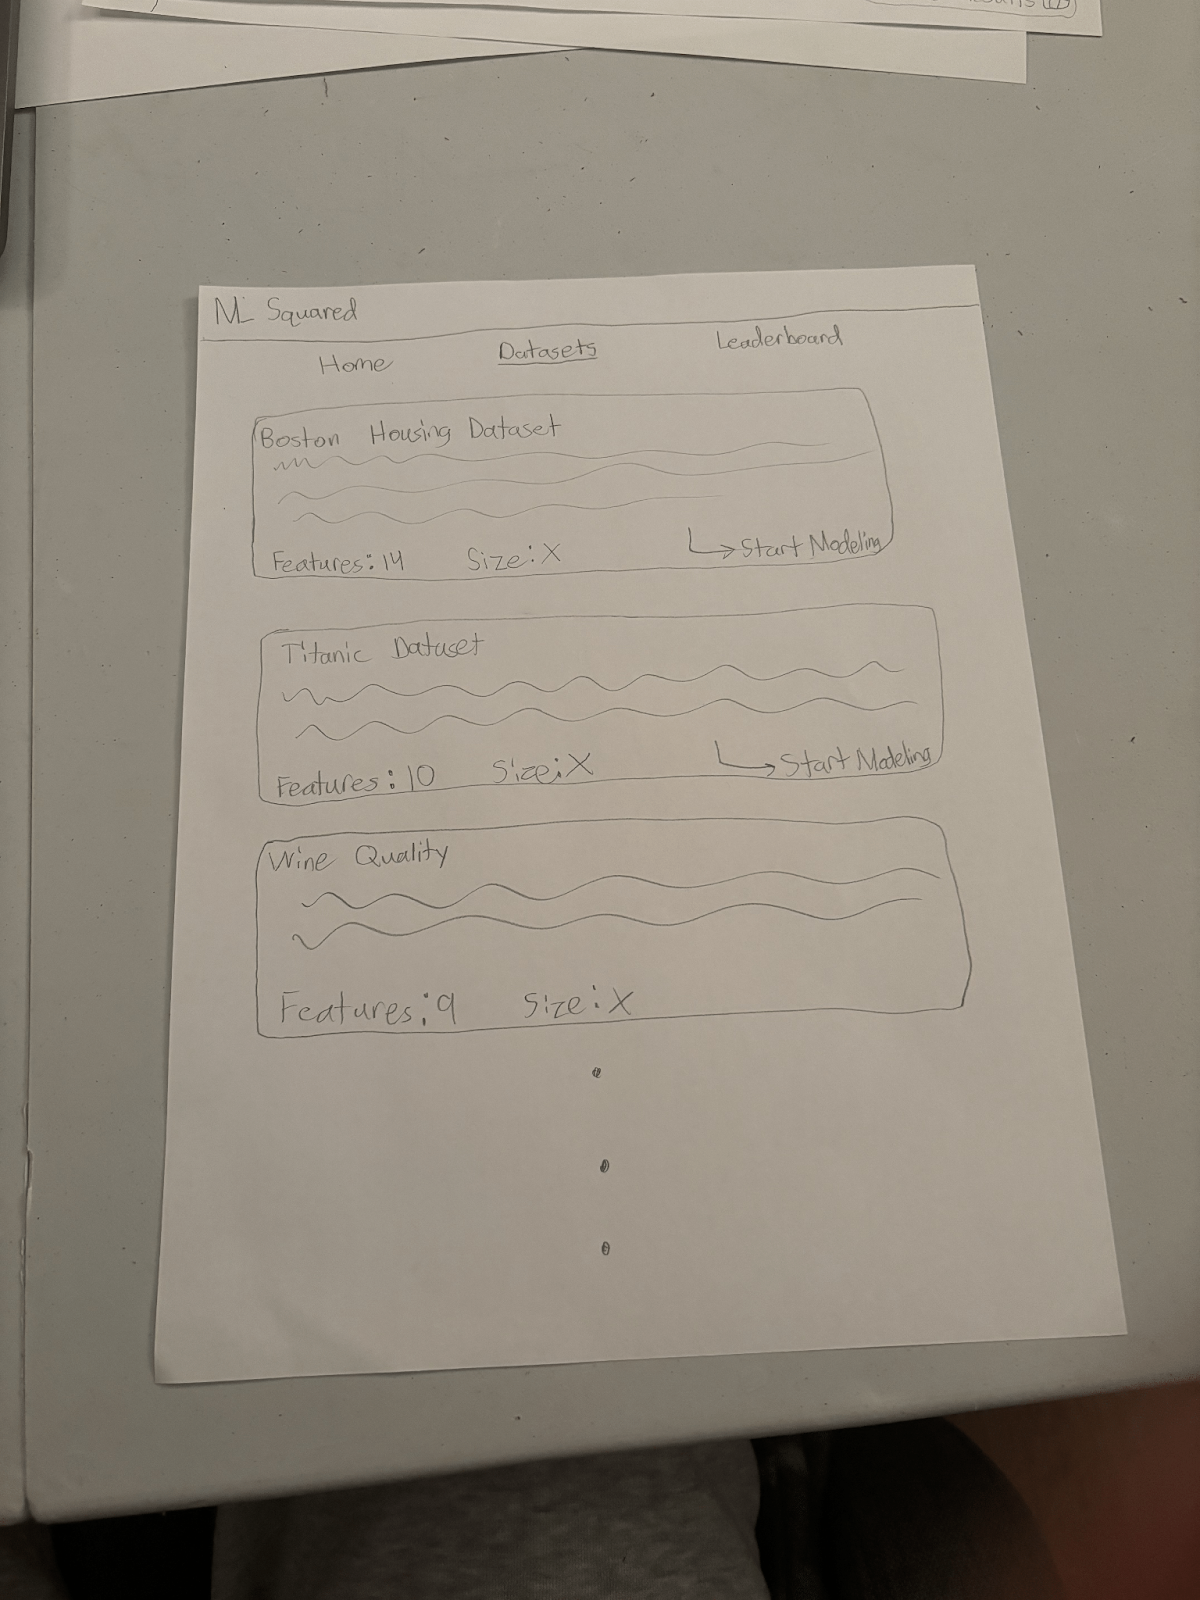 ML Squared
Home Datasets Leaderboard
Boston Housing Dataset
Features: 14 Size: X Start Modeling
Titanic Dataset
Features: 10 Size: X Start Modeling
Wine Quality
Features: 9 Size: X